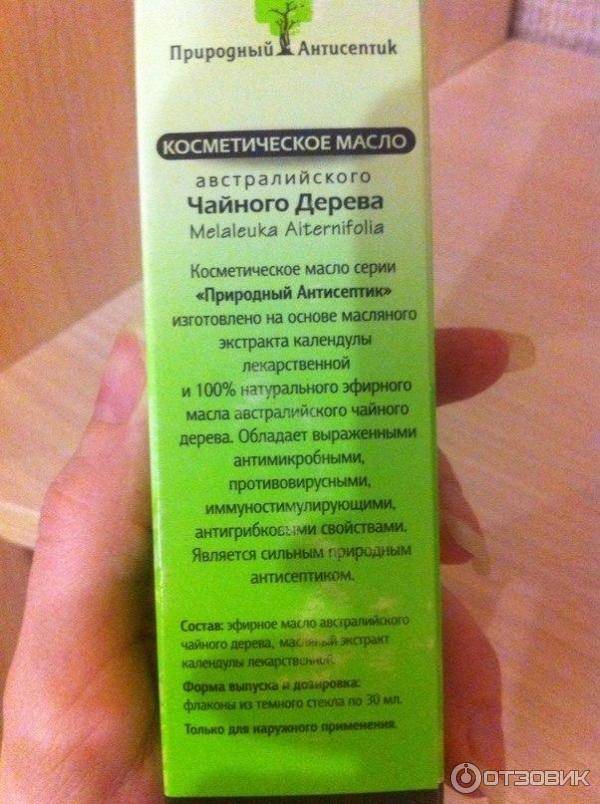 Природный Антисептик
КОСМЕТИЧЕСКОЕ МАСЛО
австралийского
Чайного Дерева
Melaleuka Aiternifolia
Косметическое масло серии
«Природный Антисептик»
изготовлено на основе масляного
экстракта календулы
лекарственной
и 100% натурального эфирного
масла австралийского чайного
дерева. Обладает выраженными
антимикробными,
противовирусными,
иммуностимулирующими,
антигрибковыми свойствами.
Является сильным природным
антисептиком.
Состав: эфирное масло австралийского
чайного дерева, масляный экстракт
календулы лекарственной.
Форма выпуска и дозировка:
флаконы из темного стекла по 30 мл.
Только для наружного применения.
ОТЗОВИК